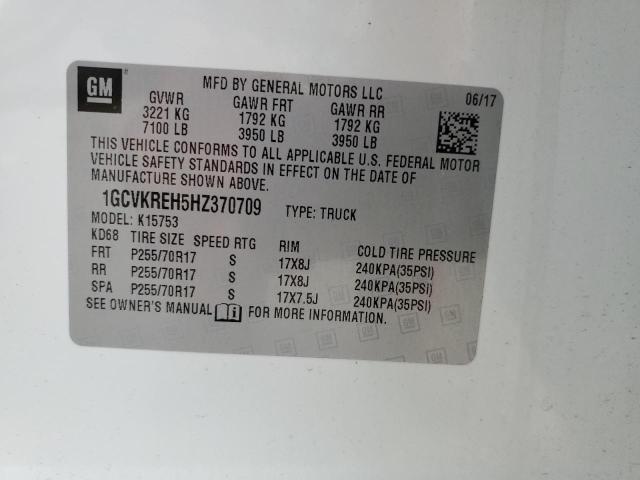 GM
MFD BY GENERAL MOTORS LLC 06/17
GVWR GAWR FRT GAWR RR
3221 KG 1792 KG 1792 KG
7100 LB 3950 LB 3950 LB
THIS VEHICLE CONFORMS TO ALL APPLICABLE U.S. FEDERAL MOTOR
VEHICLE SAFETY STANDARDS IN EFFECT ON THE DATE OF
MANUFACTURE SHOWN ABOVE.
1GCVKREH5HZ370709 TYPE: TRUCK
MODEL: K15753
KD68 TIRE SIZE SPEED RTG RIM COLD TIRE PRESSURE
FRT P255/70R17 S 17X8J 240KPA(35PSI)
RR P255/70R17 S 17X8J 240KPA(35PSI)
SPA P255/70R17 S 17X7.5J 240KPA(35PSI)
SEE OWNER'S MANUAL FOR MORE INFORMATION.